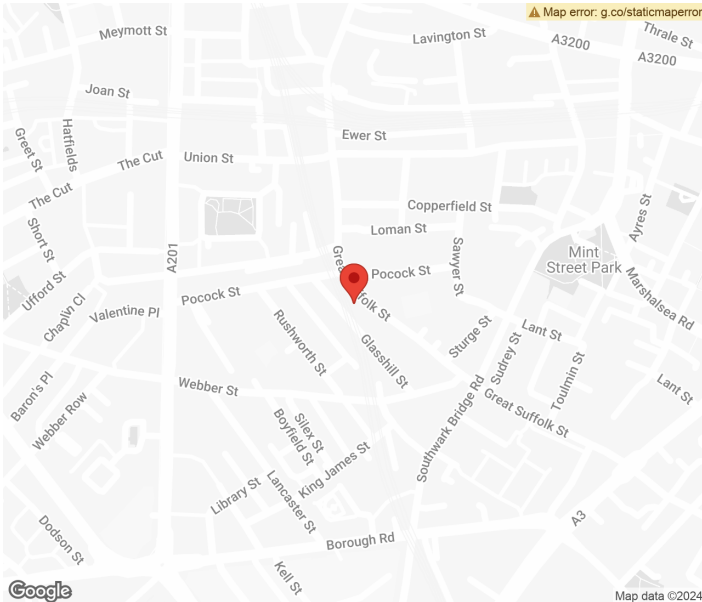 Map error: g.co/staticmaperror
Meymott St
Lavington St
A3200
Thrale St
A3200
Joan St
Hatfields
Greet St
Ewer St
The Cut
Union St
The Cut
Copperfield St
Ayres St
Short St
Loman St
A201
Sawyer St
Mint
Street Park
Pocock St
Great Suffolk St
Ufford St
Pocock St
Marshalsea Rd
Chaplin Cl
Valentine Pl
Rushworth St
Glasshill St
Sturge St
Lant St
Sudrey St
Toulmin St
Lant St
Baron's Pl
Webber St
Webber Row
Southwark Bridge Rd
Great Suffolk St
Silex St
Boyfield St
King James St
Library St
Lancaster St
A3
Dodson St
Borough Rd
Kell St
Google
Map data ©2024